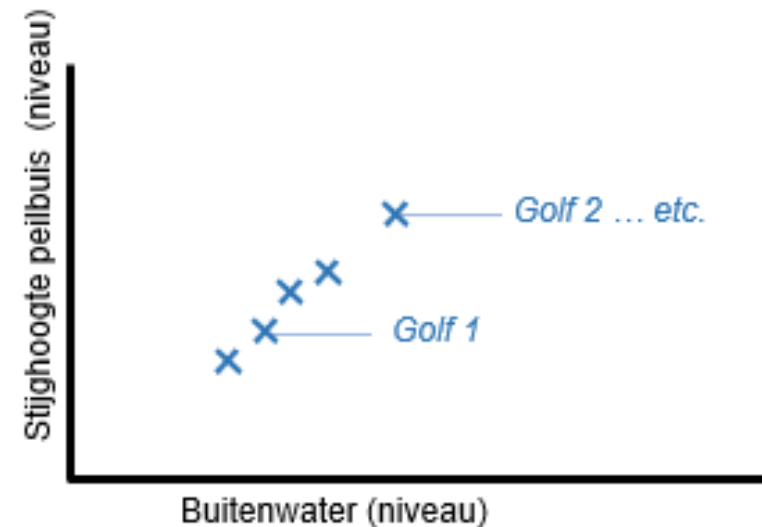 Stijghoogte peilbuis (niveau)
Golf 2 ... etc.
Golf 1
Buitenwater (niveau)